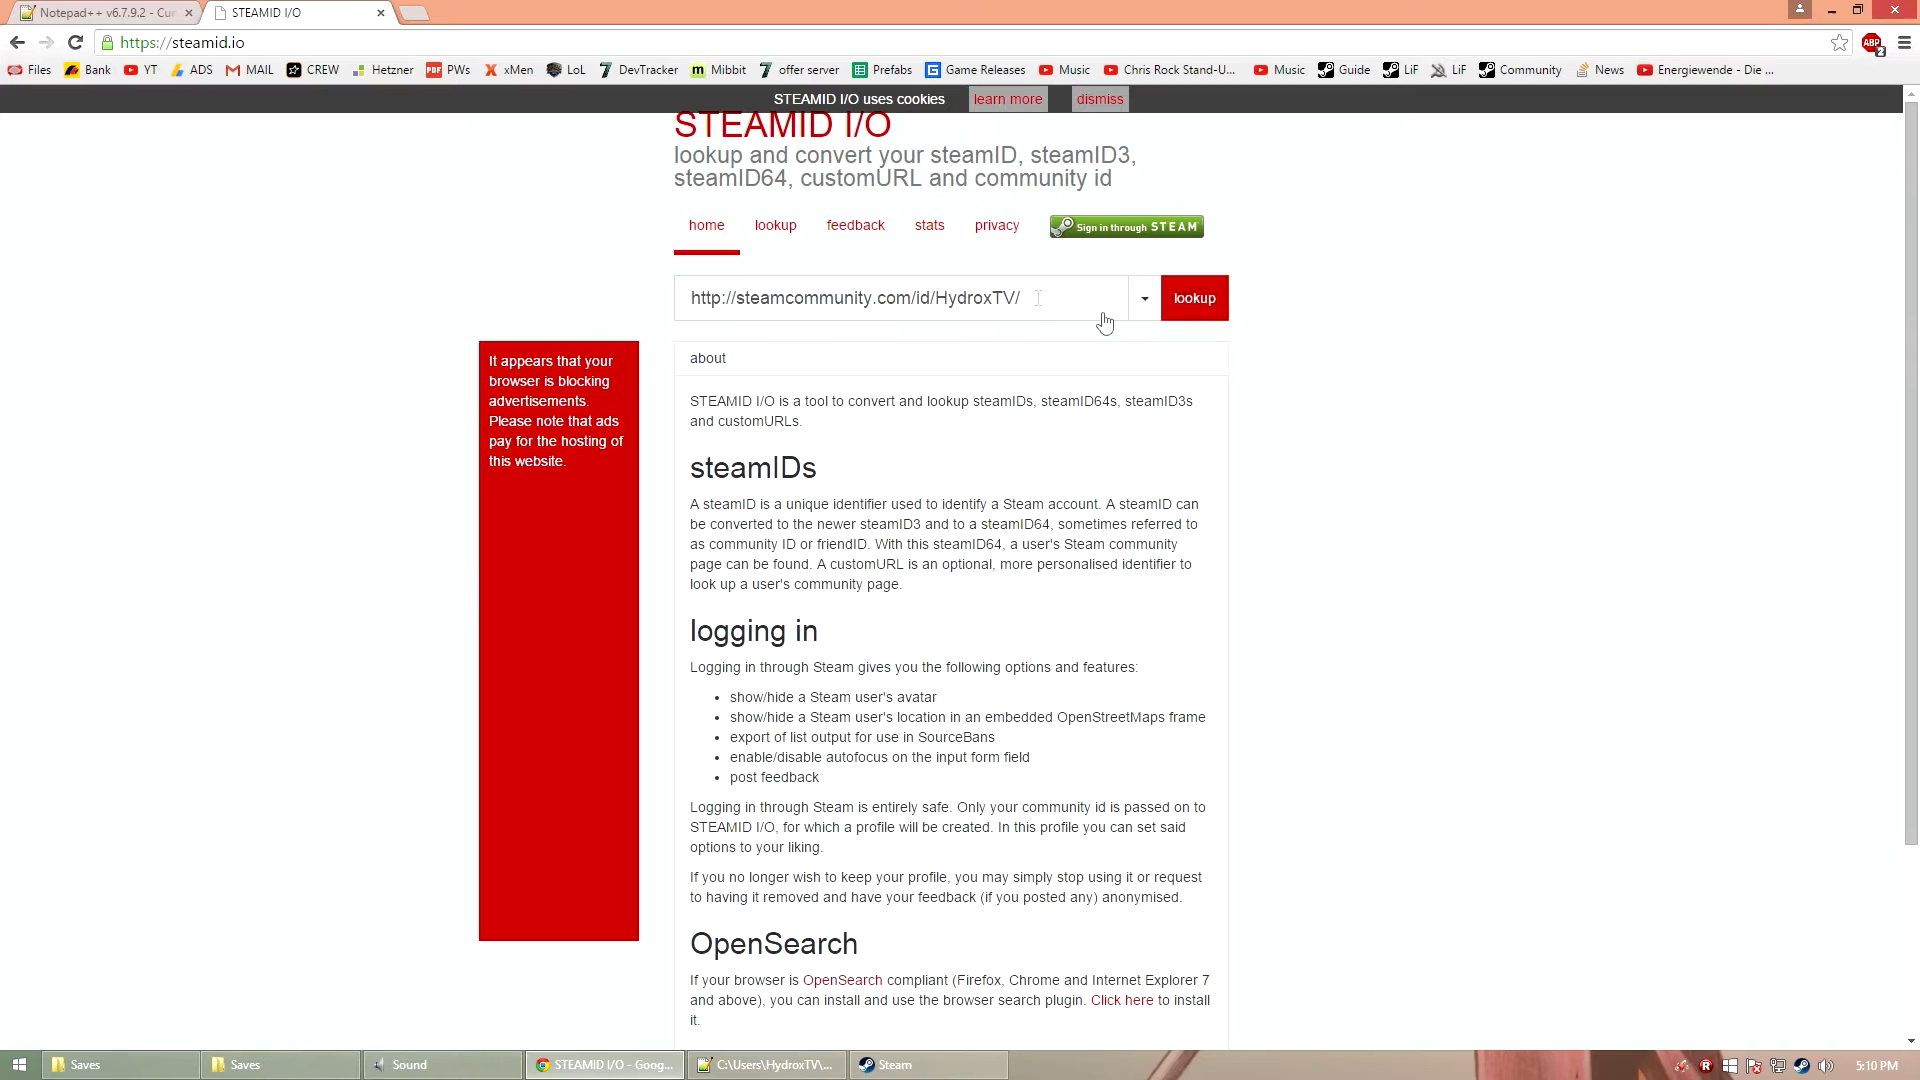 Notepad++ v6.7.9.2 - Cur
STEAMID I/O
https://steamid.io
ABP
2
Files
Bank
YT
ADS
MAIL
CREW
Hetzner
PDF PWs
xMen
LoL
DevTracker
Mibbit
offer server
Prefabs
Game Releases
Music
Chris Rock Stand-U...
Music
Guide
LiF
LiF
Community
News
Energiewende - Die ...
STEAMID I/O uses cookies learn more dismiss
STEAMID I/O
lookup and convert your steamID, steamID3,
steamID64, customURL and community id
home lookup feedback stats privacy Sign in through STEAM
http://steamcommunity.com/id/HydroxTV/ lookup
It appears that your
browser is blocking
advertisements.
Please note that ads
pay for the hosting of
this website.
about
STEAMID I/O is a tool to convert and lookup steamIDs, steamID64s, steamID3s
and customURLs.
steamIDs
A steamID is a unique identifier used to identify a Steam account. A steamID can
be converted to the newer steamID3 and to a steamID64, sometimes referred to
as community ID or friendID. With this steamID64, a user's Steam community
page can be found. A customURL is an optional, more personalised identifier to
look up a user's community page.
logging in
Logging in through Steam gives you the following options and features:
• show/hide a Steam user's avatar
• show/hide a Steam user's location in an embedded OpenStreetMaps frame
• export of list output for use in SourceBans
• enable/disable autofocus on the input form field
• post feedback
Logging in through Steam is entirely safe. Only your community id is passed on to
STEAMID I/O, for which a profile will be created. In this profile you can set said
options to your liking.
If you no longer wish to keep your profile, you may simply stop using it or request
to having it removed and have your feedback (if you posted any) anonymised.
OpenSearch
If your browser is OpenSearch compliant (Firefox, Chrome and Internet Explorer 7
and above), you can install and use the browser search plugin. Click here to install
it.
Saves
Saves
Sound
STEAMID I/O - Goog...
C:\Users\HydroxTV\...
Steam
5:10 PM